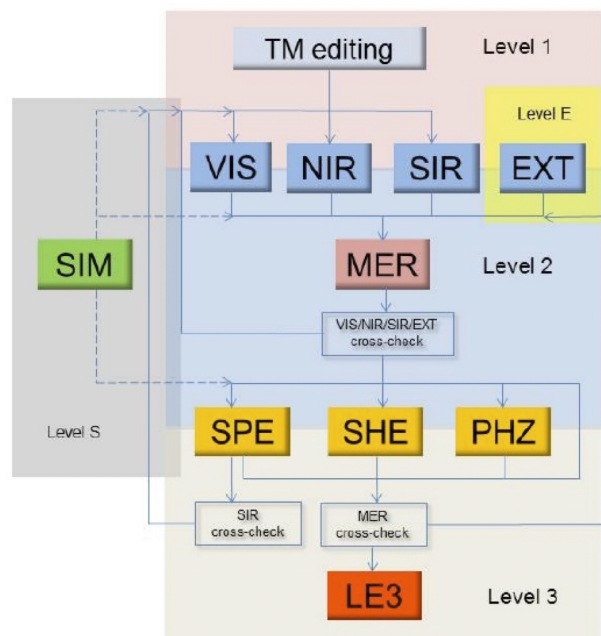 TM editing
Level 1
Level E
VIS
NIR
SIR
EXT
SIM
MER
Level 2
VIS/NIR/SIR/EXT
cross-check
Level S
SPE
SHE
PHZ
SIR
cross-check
MER
cross-check
LE3
Level 3